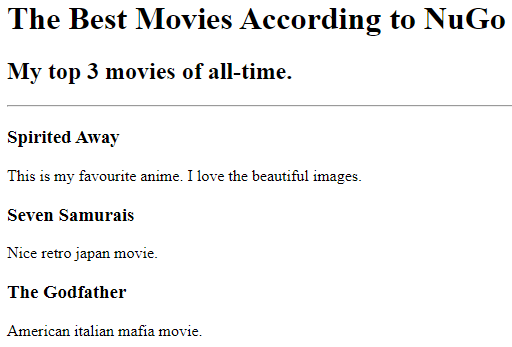 The Best Movies According to NuGo
My top 3 movies of all-time.
Spirited Away
This is my favourite anime. I love the beautiful images.
Seven Samurais
Nice retro japan movie.
The Godfather
American italian mafia movie.